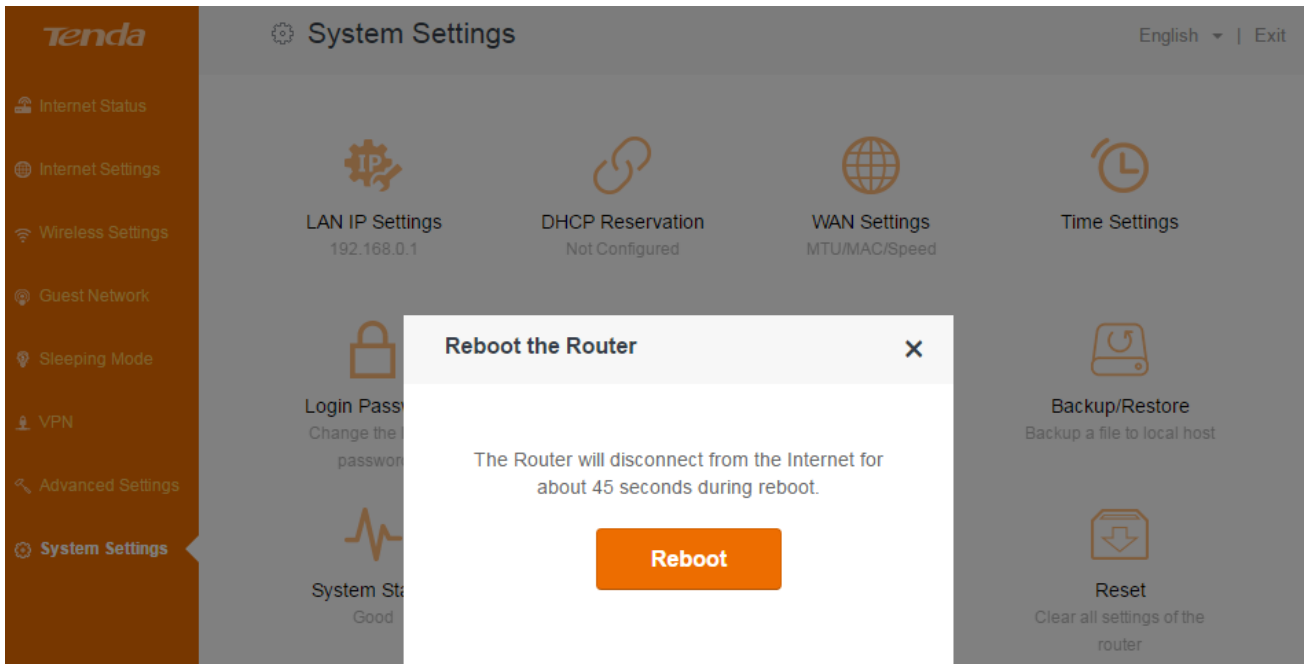 Tenda
System Settings
English | Exit
Internet Status
Internet Settings
Wireless Settings
Guest Network
Sleeping Mode
VPN
Advanced Settings
System Settings
IP
LAN IP Settings
192.168.0.1
DHCP Reservation
Not Configured
WAN Settings
MTU/MAC/Speed
Time Settings
Login
Change the
Backup/Restore
Backup a file to local host
Reboot the Router
The Router will disconnect from the Internet for
about 45 seconds during reboot.
Reboot
System
Good
Reset
Clear all settings of the
router